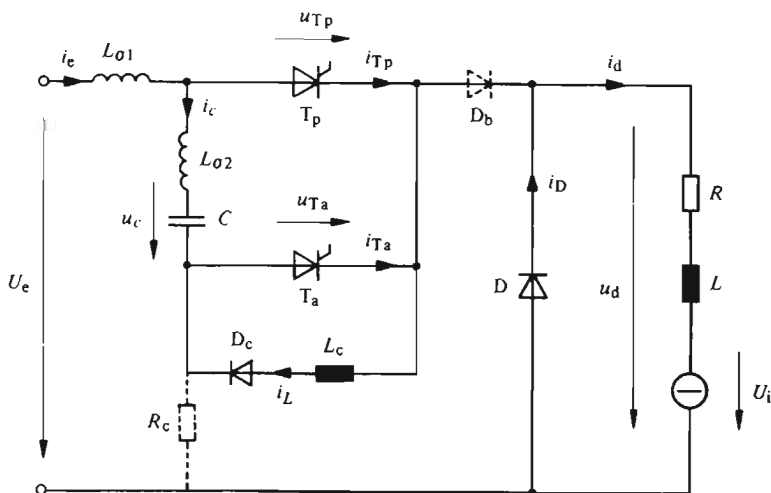 u_Tp
i_e L_σ1 i_Tp i_d
T_p D_b
i_c
L_σ2
u_Ta i_D
u_c C i_Ta R
U_e T_a D u_d L
D_c L_c
i_L U_i
R_c